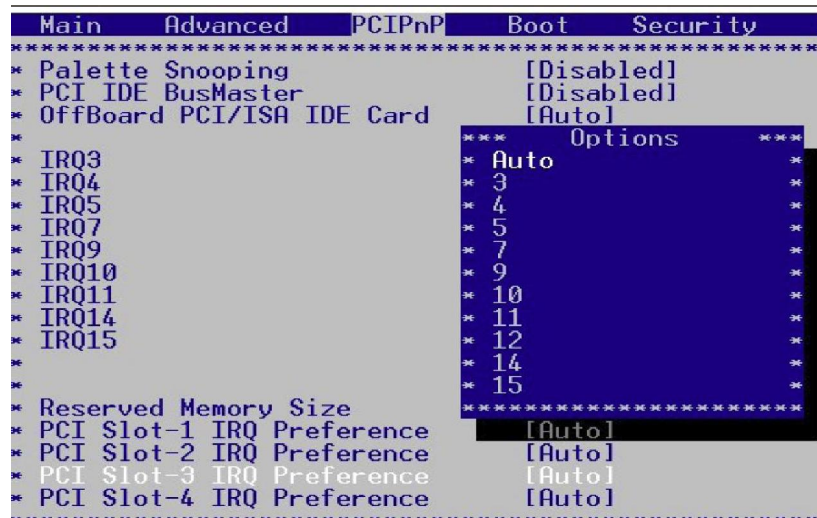 Main Advanced PCIPnP Boot Security
******************************************************
* Palette Snooping [Disabled]
* PCI IDE BusMaster [Disabled]
* OffBoard PCI/ISA IDE Card [Auto]
* *** Options ***
* IRQ3 * Auto *
* IRQ4 * 3 *
* IRQ5 * 4 *
* IRQ7 * 5 *
* IRQ9 * 7 *
* IRQ10 * 9 *
* IRQ11 * 10 *
* IRQ14 * 11 *
* IRQ15 * 12 *
* * 14 *
* * 15 *
* Reserved Memory Size **********************
* PCI Slot-1 IRQ Preference [Auto]
* PCI Slot-2 IRQ Preference [Auto]
* PCI Slot-3 IRQ Preference [Auto]
* PCI Slot-4 IRQ Preference [Auto]